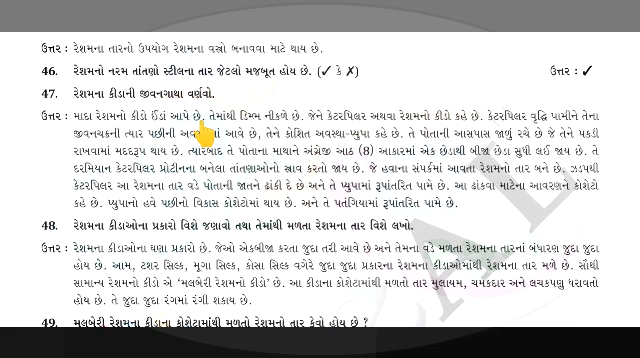 ઉત્તર : રેશમના તારનો ઉપયોગ રેશમના વસ્ત્રો બનાવવા માટે થાય છે.
46. રેશમનો નરમ તાંતણો સ્ટીલના તાર જેટલો મજબૂત હોય છે. (✓ કે ✗) ઉત્તર : ✓
47. રેશમના કીડાની જીવનગાથા વર્ણવો.
ઉત્તર : માદા રેશમનો કીડો ઈંડાં આપે છે. તેમાંથી ડિમ્ભ નીકળે છે. જેને કેટરપિલર અથવા રેશમનો કીડો કહે છે. કેટરપિલર વૃદ્ધિ પામીને તેના
જીવનચક્રની ત્યાર પછીની અવસ્થામાં આવે છે, તેને કોશિત અવસ્થા-પ્યુપા કહે છે. તે પોતાની આસપાસ જાળું રચે છે જે તેને પકડી
રાખવામાં મદદરૂપ થાય છે. ત્યારબાદ તે પોતાના માથાને અંગ્રેજી આઠ (8) આકારમાં એક છેડાથી બીજા છેડા સુધી લઈ જાય છે. તે
દરમિયાન કેટરપિલર પ્રોટીનના બનેલા તાંતણાઓનો સ્રાવ કરતો જાય છે. જે હવાના સંપર્કમાં આવતા રેશમનો તાર બને છે. ઝડપથી
કેટરપિલર આ રેશમના તાર વડે પોતાની જાતને ઢાંકી દે છે અને તે પ્યુપામાં રૂપાંતરિત પામે છે. આ ઢાંકવા માટેના આવરણને કોશેટો
કહે છે. પ્યુપાનો હવે પછીનો વિકાસ કોશેટોમાં થાય છે. અને તે પતંગિયામાં રૂપાંતરિત પામે છે.
48. રેશમના કીડાઓના પ્રકારો વિશે જણાવો તથા તેમાંથી મળતા રેશમના તાર વિશે લખો.
ઉત્તર : રેશમના કીડાઓના ઘણા પ્રકારો છે. જેઓ એકબીજા કરતા જુદા તરી આવે છે અને તેમના વડે મળતા રેશમના તારનાં બંધારણ જુદા જુદા
હોય છે. આમ, ટશર સિલ્ક, મૂગા સિલ્ક, કોસા સિલ્ક વગેરે જુદા જુદા પ્રકારના રેશમના કીડાઓમાંથી રેશમના તાર મળે છે. સૌથી
સામાન્ય રેશમનો કીડો એ ‘મલબેરી રેશમનો કીડો’ છે. આ કીડાના કોશેટામાંથી મળતો તાર મુલાયમ, ચમકદાર અને લચકપણુ ધરાવતો
હોય છે. તે જુદા જુદા રંગમાં રંગી શકાય છે.
49. મલબેરી રેશમના કીડાના કોશેટામાંથી મળતો રેશમનો તાર કેવો હોય છે ?